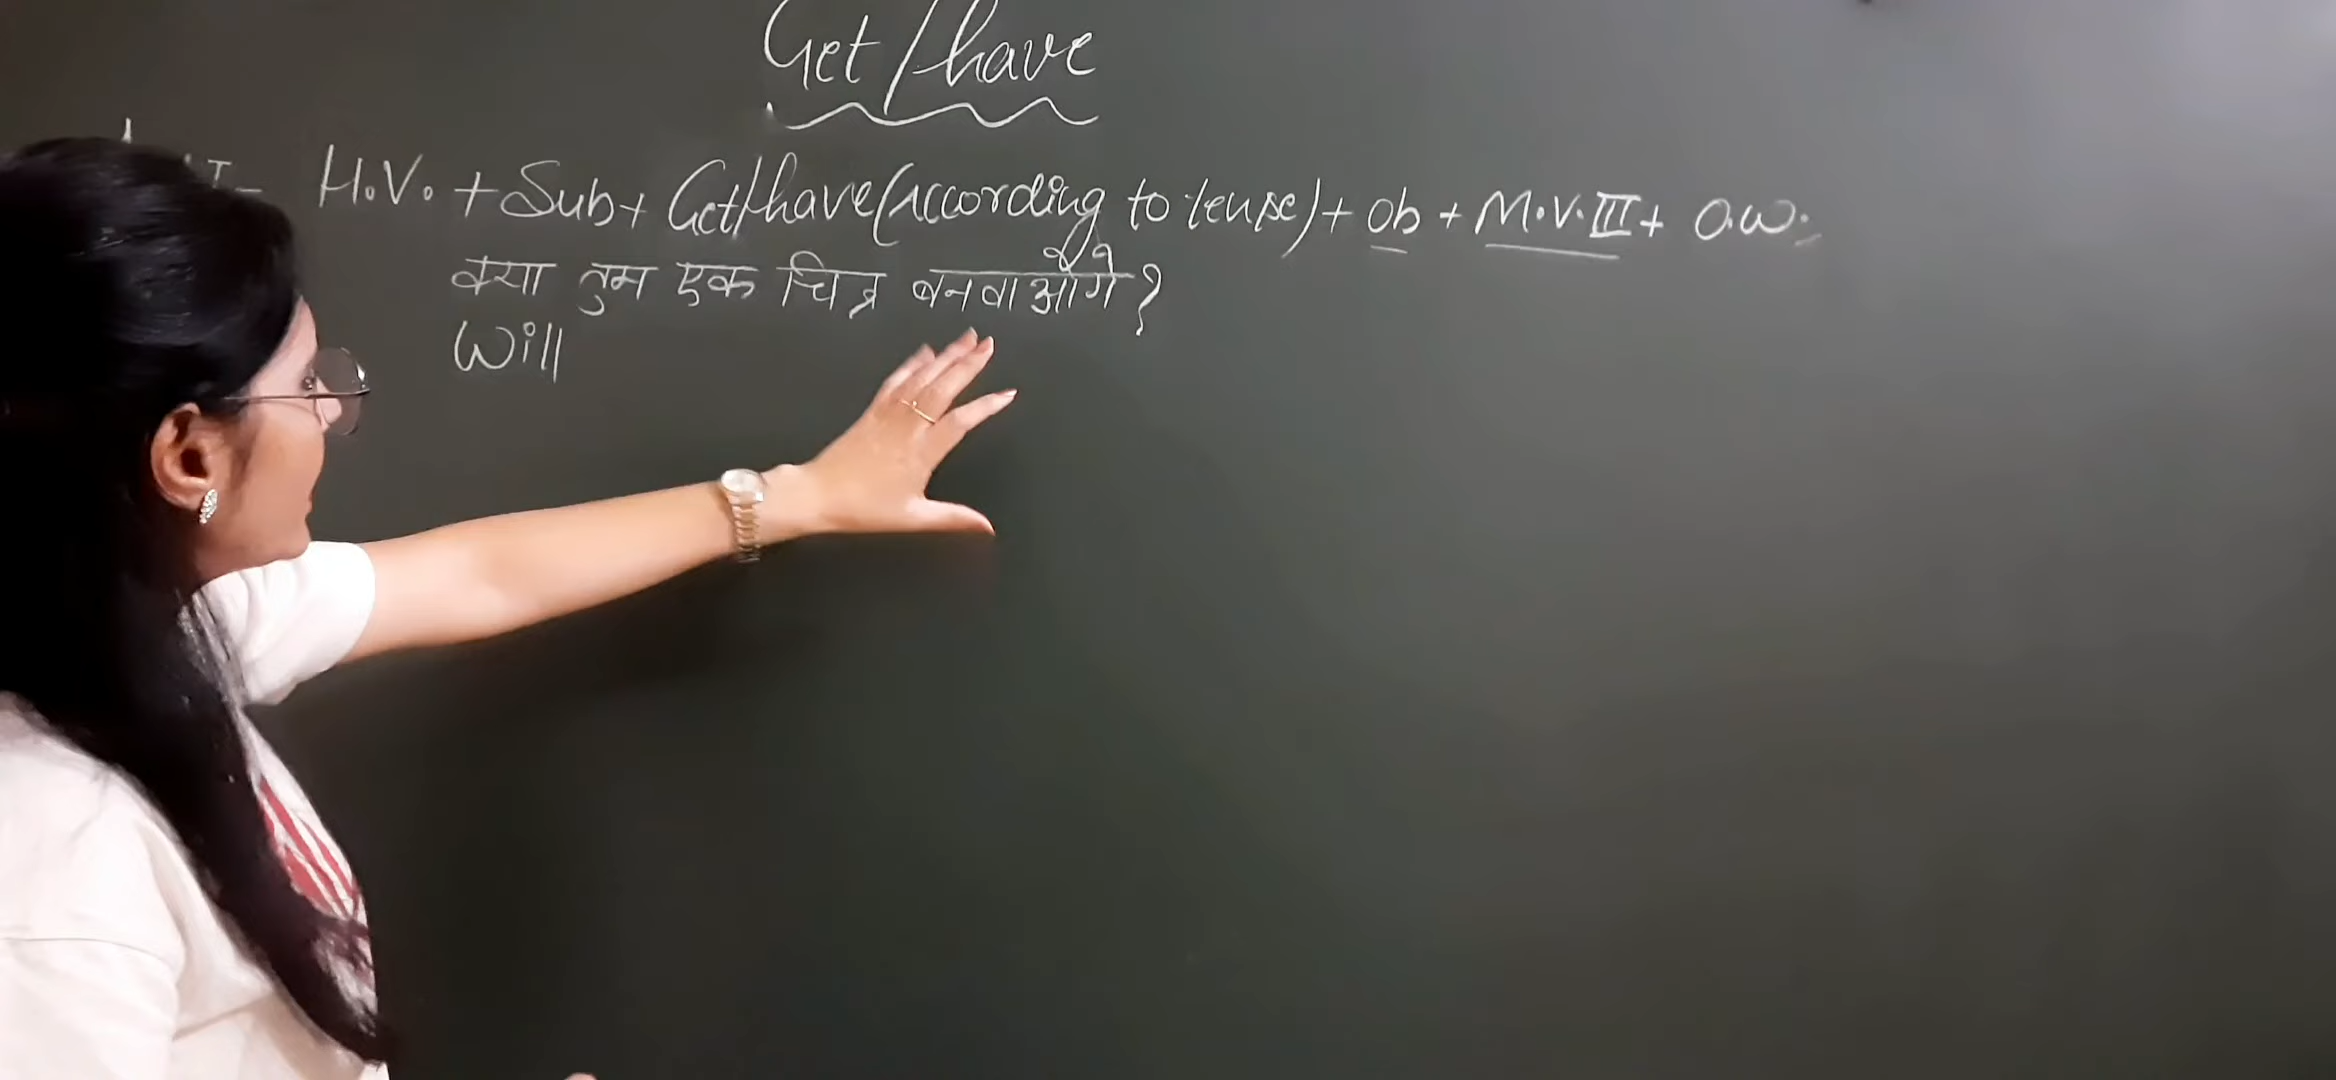 Get/have
H.V. + Sub + Get/have (According to tense) + Ob + M.V.III + O.W.
क्या तुम एक चित्र बनवाओगे?
Will